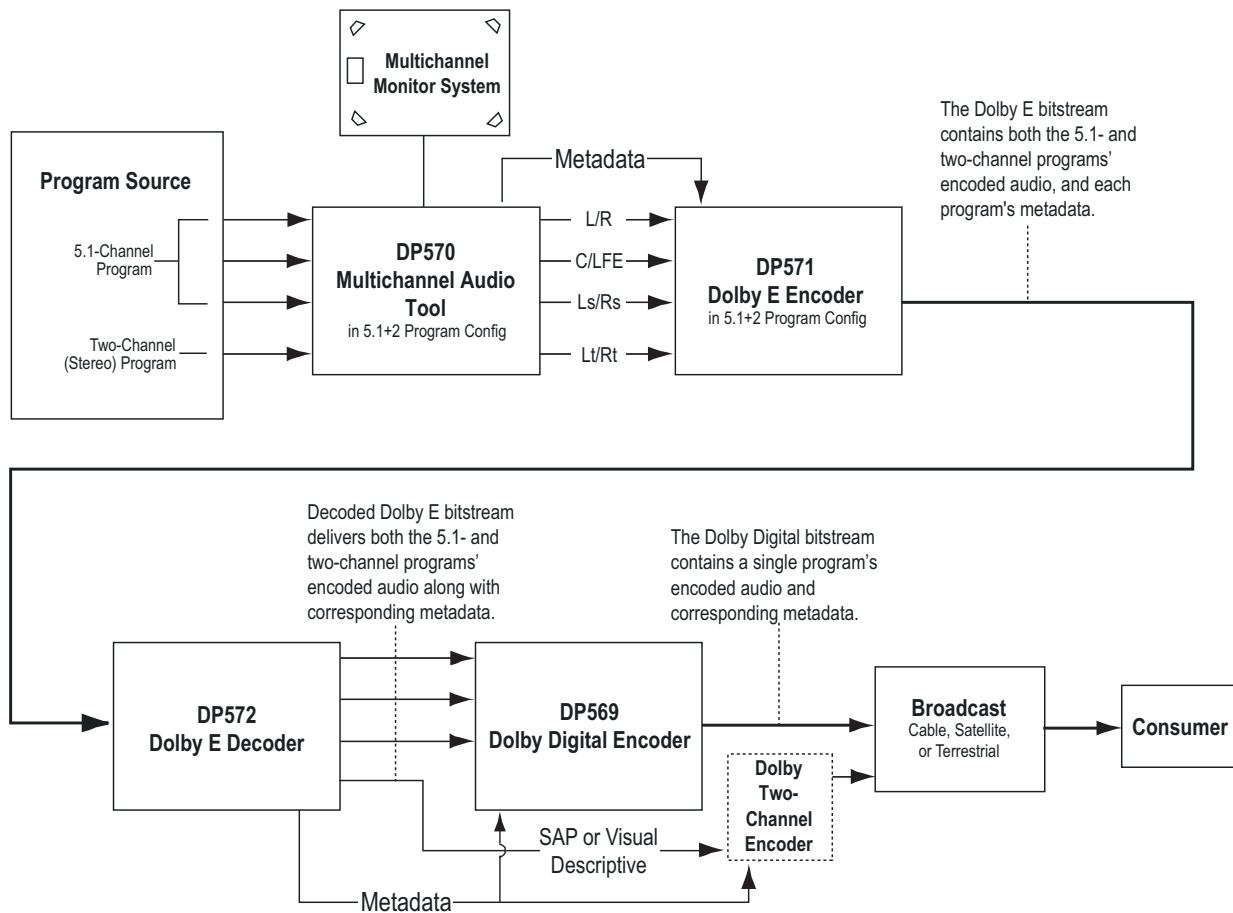 Multichannel
Monitor System
The Dolby E bitstream
contains both the 5.1- and
two-channel programs’
encoded audio, and each
program's metadata.
Program Source
5.1-Channel
Program
Two-Channel
(Stereo) Program
DP570
Multichannel Audio
Tool
in 5.1+2 Program Config
Metadata
L/R
C/LFE
Ls/Rs
Lt/Rt
DP571
Dolby E Encoder
in 5.1+2 Program Config
Decoded Dolby E bitstream
delivers both the 5.1- and
two-channel programs’
encoded audio along with
corresponding metadata.
The Dolby Digital bitstream
contains a single program’s
encoded audio and
corresponding metadata.
DP572
Dolby E Decoder
DP569
Dolby Digital Encoder
Broadcast
Cable, Satellite,
or Terrestrial
Consumer
Dolby
Two-
Channel
Encoder
SAP or Visual
Descriptive
Metadata